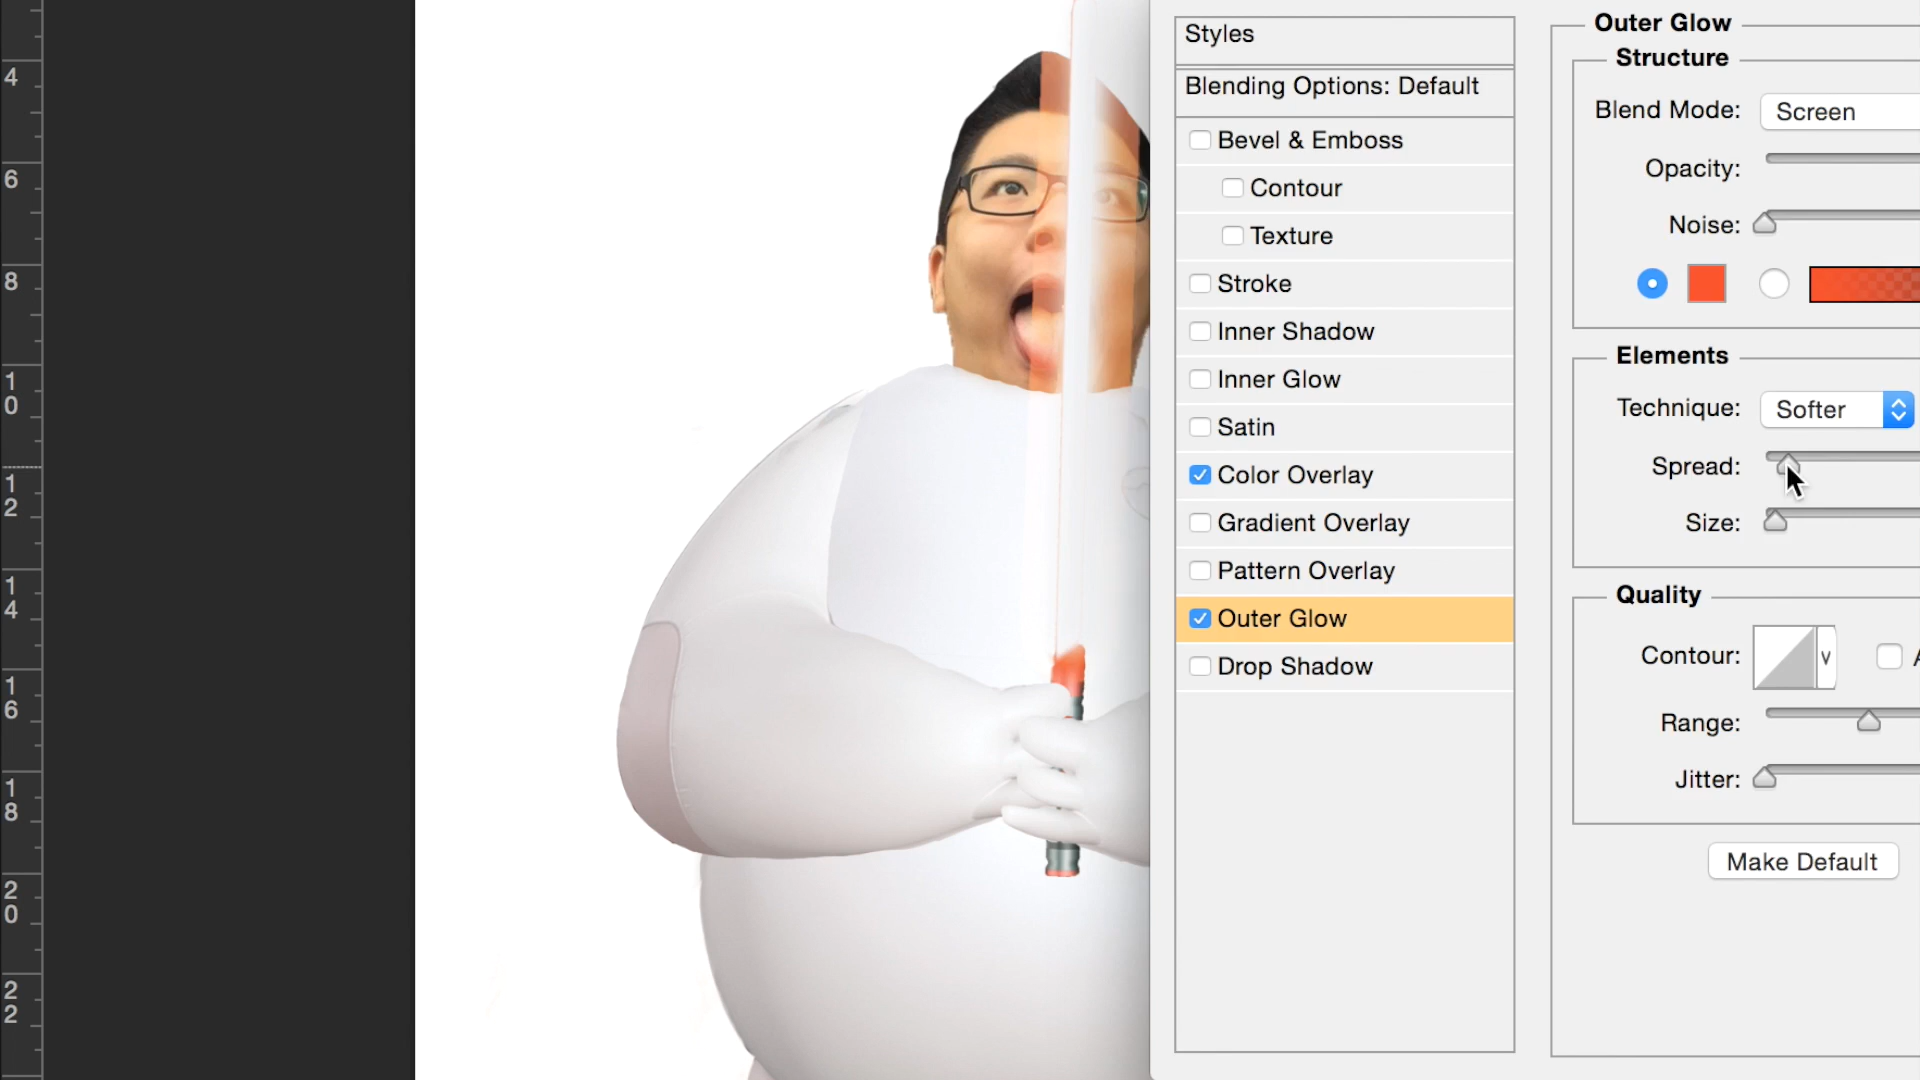 4
6
8
1
0
1
2
1
4
1
6
1
8
2
0
2
2
Styles
Blending Options: Default
Bevel & Emboss
Contour
Texture
Stroke
Inner Shadow
Inner Glow
Satin
Color Overlay
Gradient Overlay
Pattern Overlay
Outer Glow
Drop Shadow
Outer Glow
Structure
Blend Mode: Screen
Opacity:
Noise:
Elements
Technique: Softer
Spread:
Size:
Quality
Contour:
Range:
Jitter:
Make Default